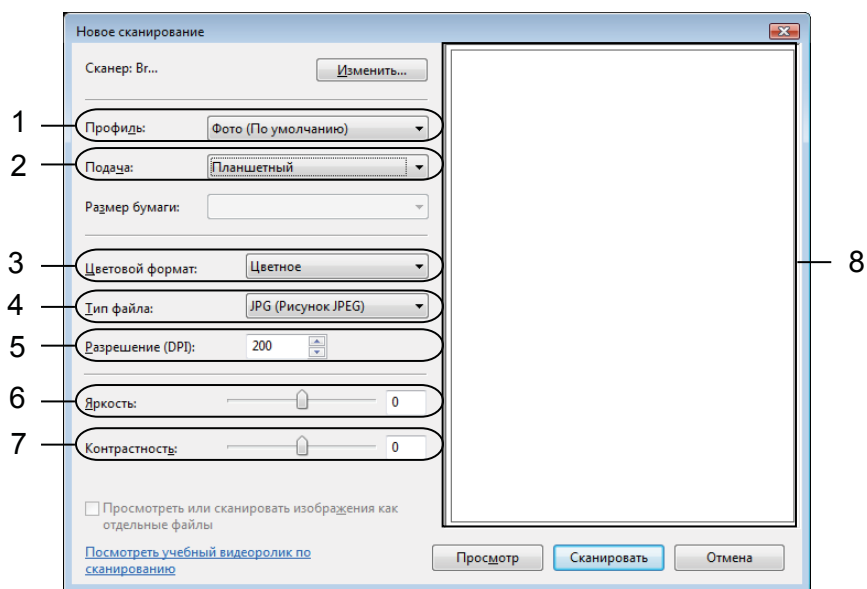 Новое сканирование
Сканер: Br...
Изменить...
1
Профиль:
Фото (По умолчанию)
2
Подача:
Планшетный
Размер бумаги:
3
Цветовой формат:
Цветное
8
4
Тип файла:
JPG (Рисунок JPEG)
5
Разрешение (DPI):
200
6
Яркость:
0
7
Контрастность:
0
Просмотреть или сканировать изображения как
отдельные файлы
Посмотреть учебный видеоролик по
сканированию
Просмотр
Сканировать
Отмена